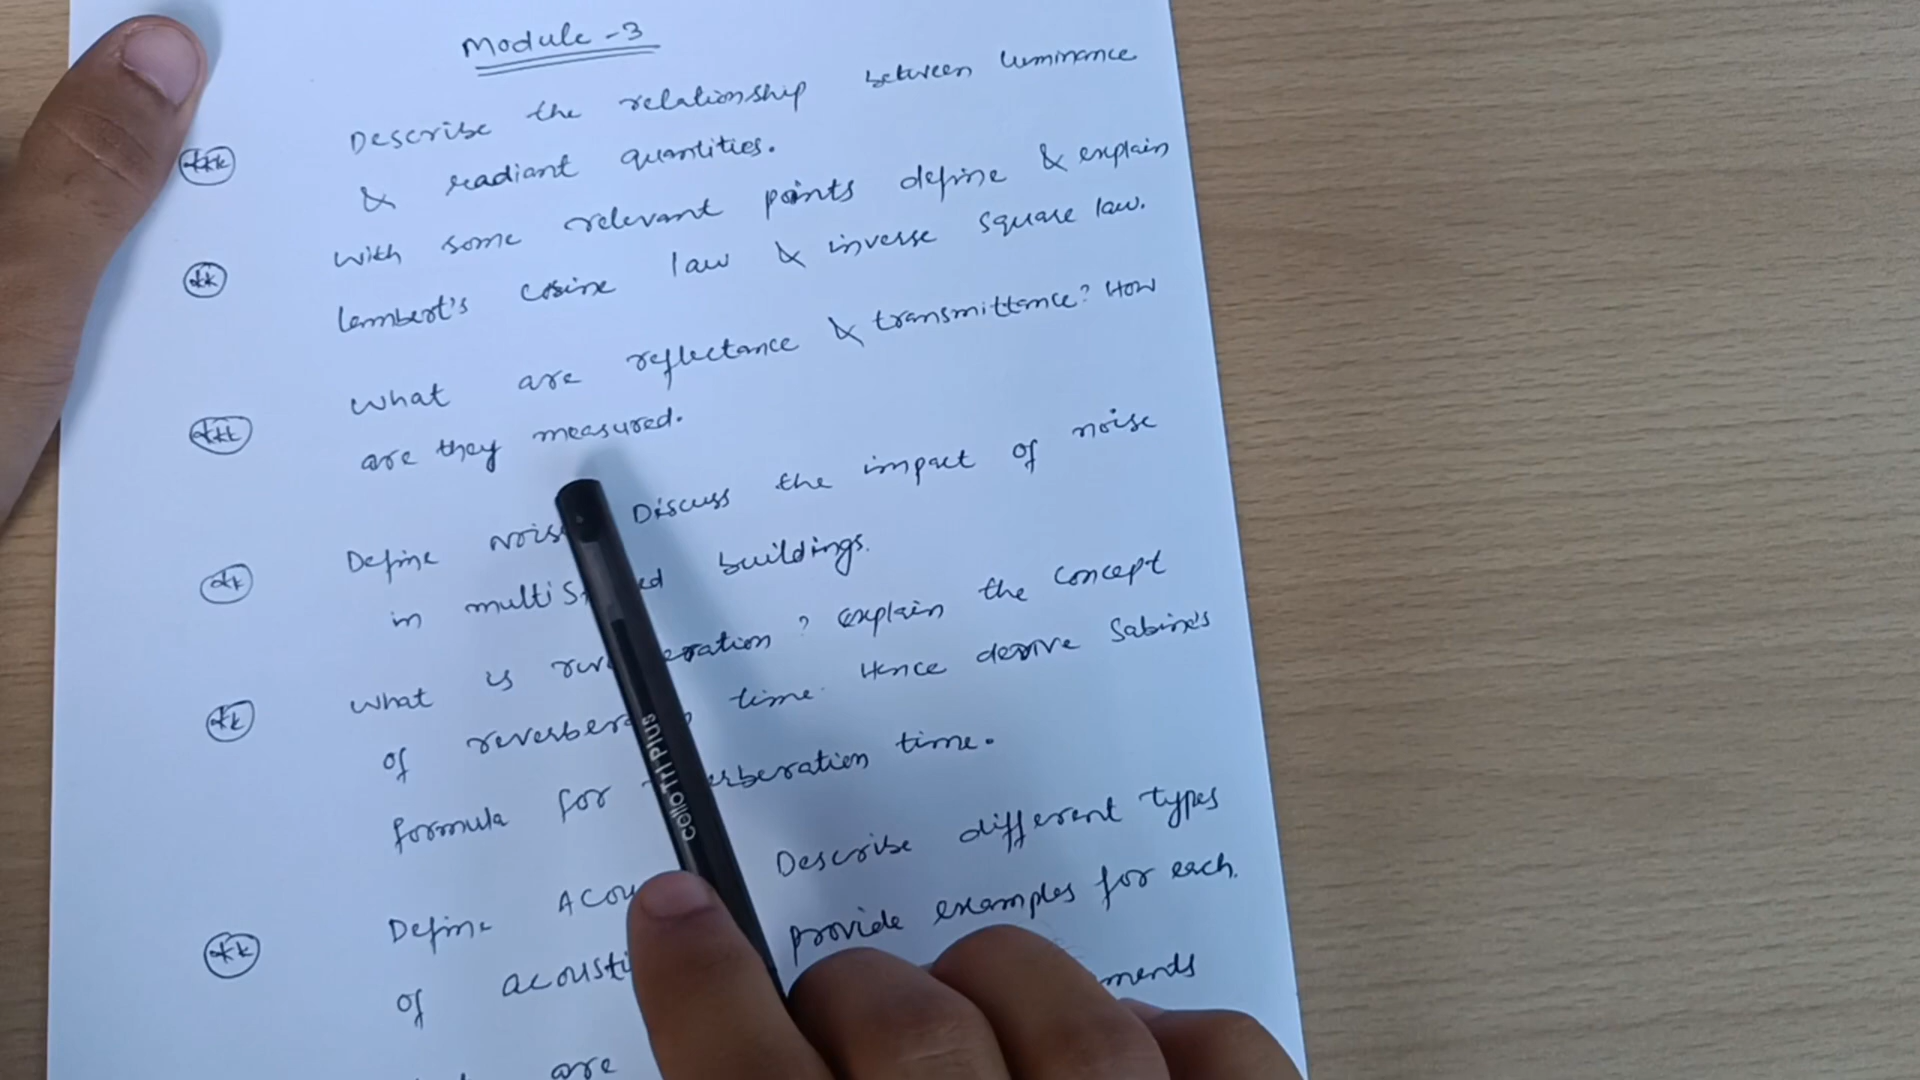 Module - 3
*** Describe the relationship between luminance
& radiant quantities.
** With some relevant points define & explain
Lambert's cosine law & inverse square law.
*** What are reflectance & transmittance? How
are they measured.
** Define Discuss the impact of noise
in buildings.
** What is ? Explain the concept
of time. Hence derive Sabine's
formula for time.
*** Define Describe different types
of provide examples for each.
are
cello Tri Plus